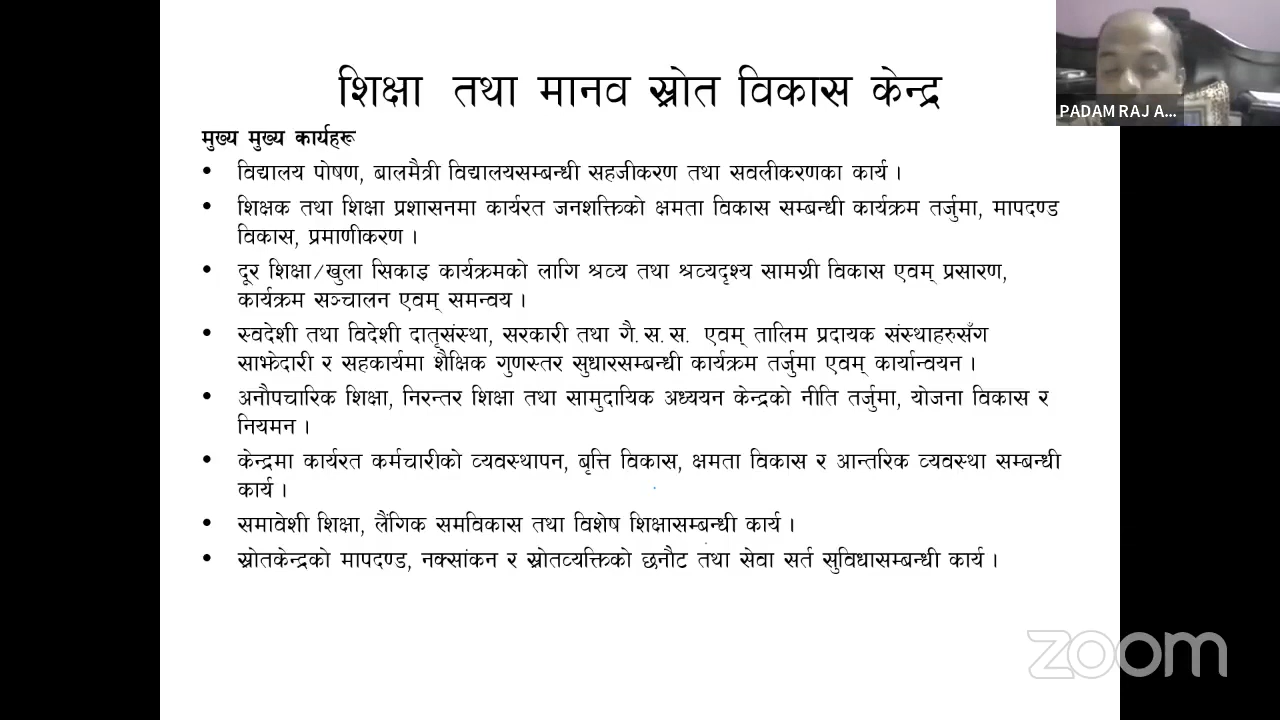 शिक्षा तथा मानव स्रोत विकास केन्द्र
PADAM RAJ A...
मुख्य मुख्य कार्यहरू
• विद्यालय पोषण, बालमैत्री विद्यालयसम्बन्धी सहजीकरण तथा सवलीकरणका कार्य ।
• शिक्षक तथा शिक्षा प्रशासनमा कार्यरत जनशक्तिको क्षमता विकास सम्बन्धी कार्यक्रम तर्जुमा, मापदण्ड
विकास, प्रमाणीकरण ।
• दूर शिक्षा/खुला सिकाइ कार्यक्रमको लागि श्रव्य तथा श्रव्यदृश्य सामग्री विकास एवम् प्रसारण,
कार्यक्रम सञ्चालन एवम् समन्वय ।
• स्वदेशी तथा विदेशी दातृसंस्था, सरकारी तथा गै.स.स. एवम् तालिम प्रदायक संस्थाहरुसँग
साझेदारी र सहकार्यमा शैक्षिक गुणस्तर सुधारसम्बन्धी कार्यक्रम तर्जुमा एवम् कार्यान्वयन ।
• अनौपचारिक शिक्षा, निरन्तर शिक्षा तथा सामुदायिक अध्ययन केन्द्रको नीति तर्जुमा, योजना विकास र
नियमन ।
• केन्द्रमा कार्यरत कर्मचारीको व्यवस्थापन, बृत्ति विकास, क्षमता विकास र आन्तरिक व्यवस्था सम्बन्धी
कार्य ।
• समावेशी शिक्षा, लैंगिक समविकास तथा विशेष शिक्षासम्बन्धी कार्य ।
• स्रोतकेन्द्रको मापदण्ड, नक्सांकन र स्रोतव्यक्तिको छनौट तथा सेवा सर्त सुविधासम्बन्धी कार्य ।
zoom